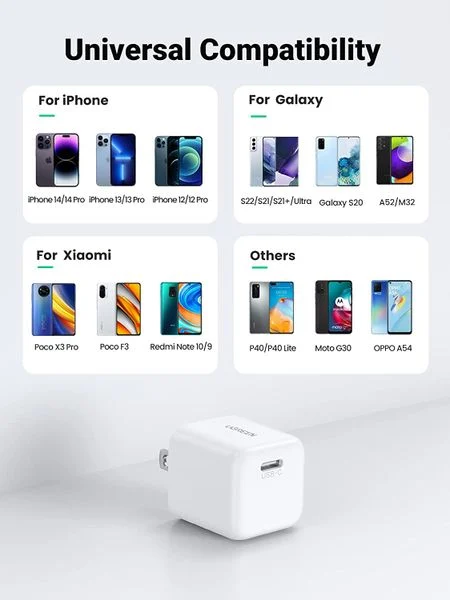 Universal Compatibility
For iPhone
iPhone 14/14 Pro
iPhone 13/13 Pro
iPhone 12/12 Pro
For Galaxy
S22/S21/S21+/Ultra
Galaxy S20
A52/M32
For Xiaomi
Poco X3 Pro
Poco F3
Redmi Note 10/9
Others
P40/P40 Lite
Moto G30
OPPO A54
UGREEN
USB-C